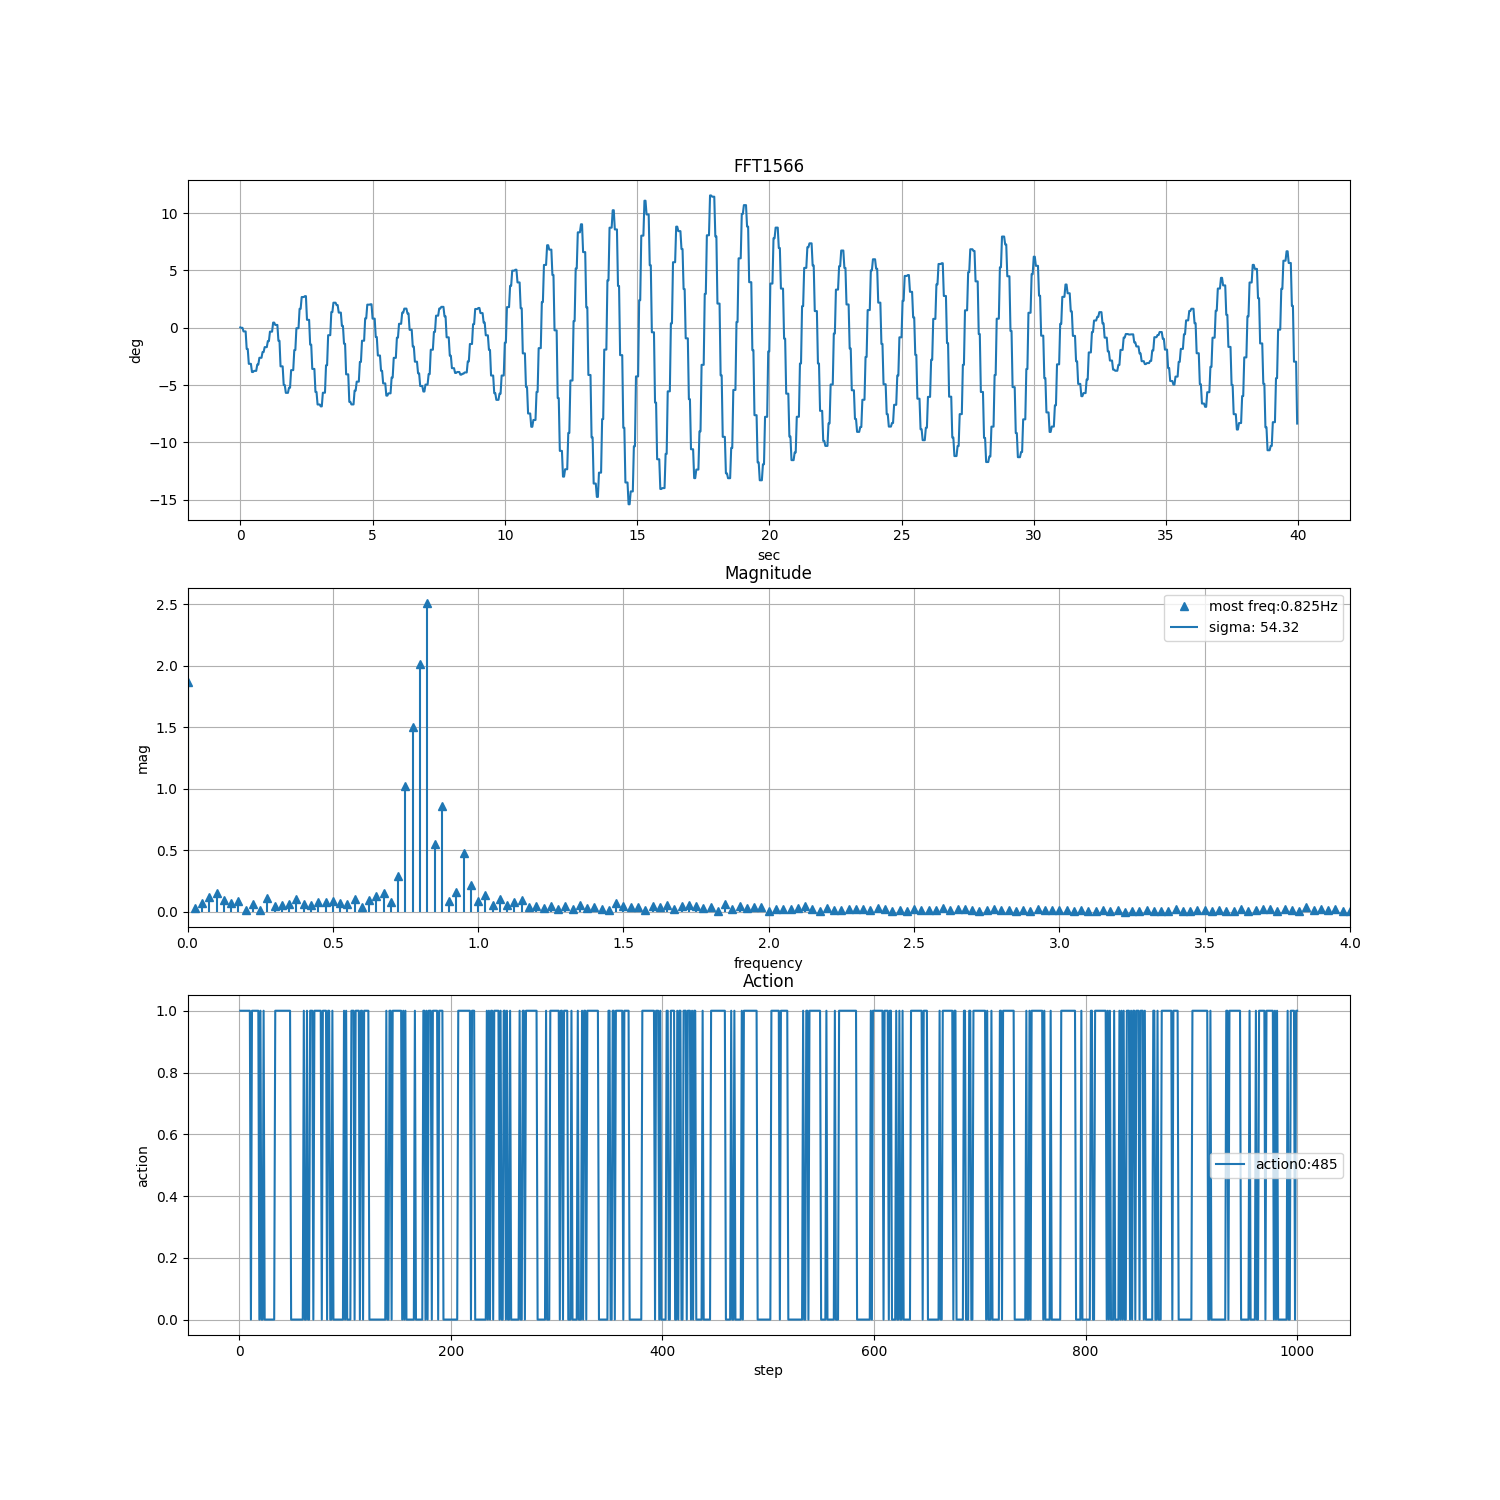 FFT1566
10
5
0
−5
−10
−15
deg
0 5 10 15 20 25 30 35 40
sec
Magnitude
2.5
2.0
1.5
1.0
0.5
0.0
mag
most freq:0.825Hz
sigma: 54.32
0.0 0.5 1.0 1.5 2.0 2.5 3.0 3.5 4.0
frequency
Action
1.0
0.8
0.6
0.4
0.2
0.0
action
action0:485
0 200 400 600 800 1000
step